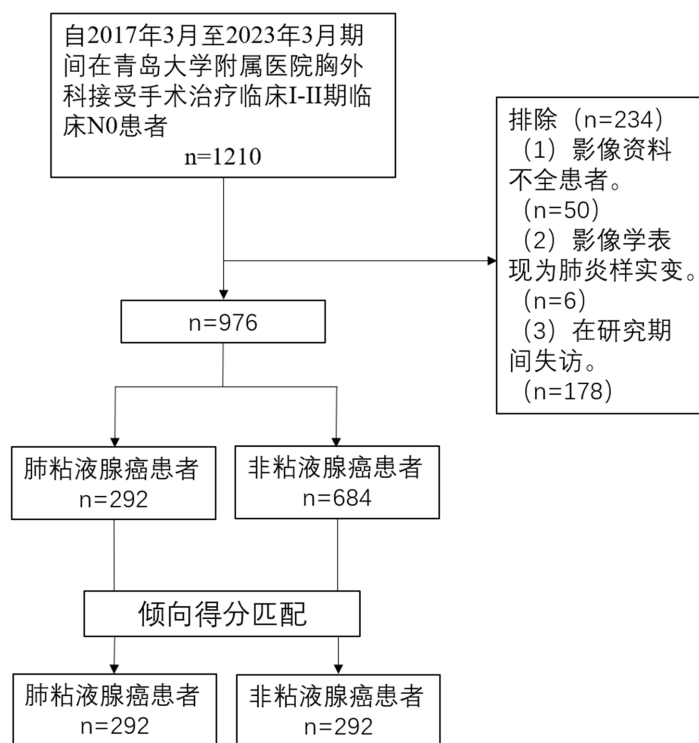 自2017年3月至2023年3月期
间在青岛大学附属医院胸外
科接受手术治疗临床I-II期临
床N0患者
n=1210
排除（n=234）
（1）影像资料
不全患者。
（n=50）
（2）影像学表
现为肺炎样实变。
（n=6）
（3）在研究期
间失访。
（n=178）
n=976
肺粘液腺癌患者
n=292
非粘液腺癌患者
n=684
倾向得分匹配
肺粘液腺癌患者
n=292
非粘液腺癌患者
n=292